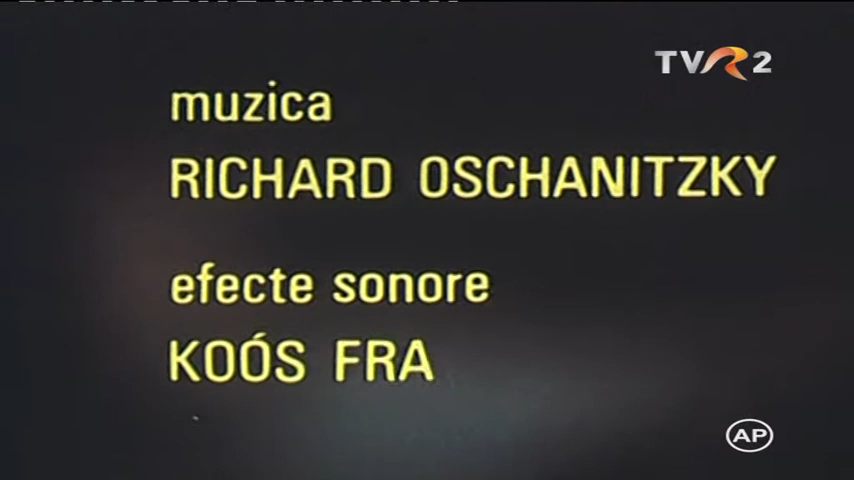 TVR2
muzica
RICHARD OSCHANITZKY
efecte sonore
KOÓS FRA
AP